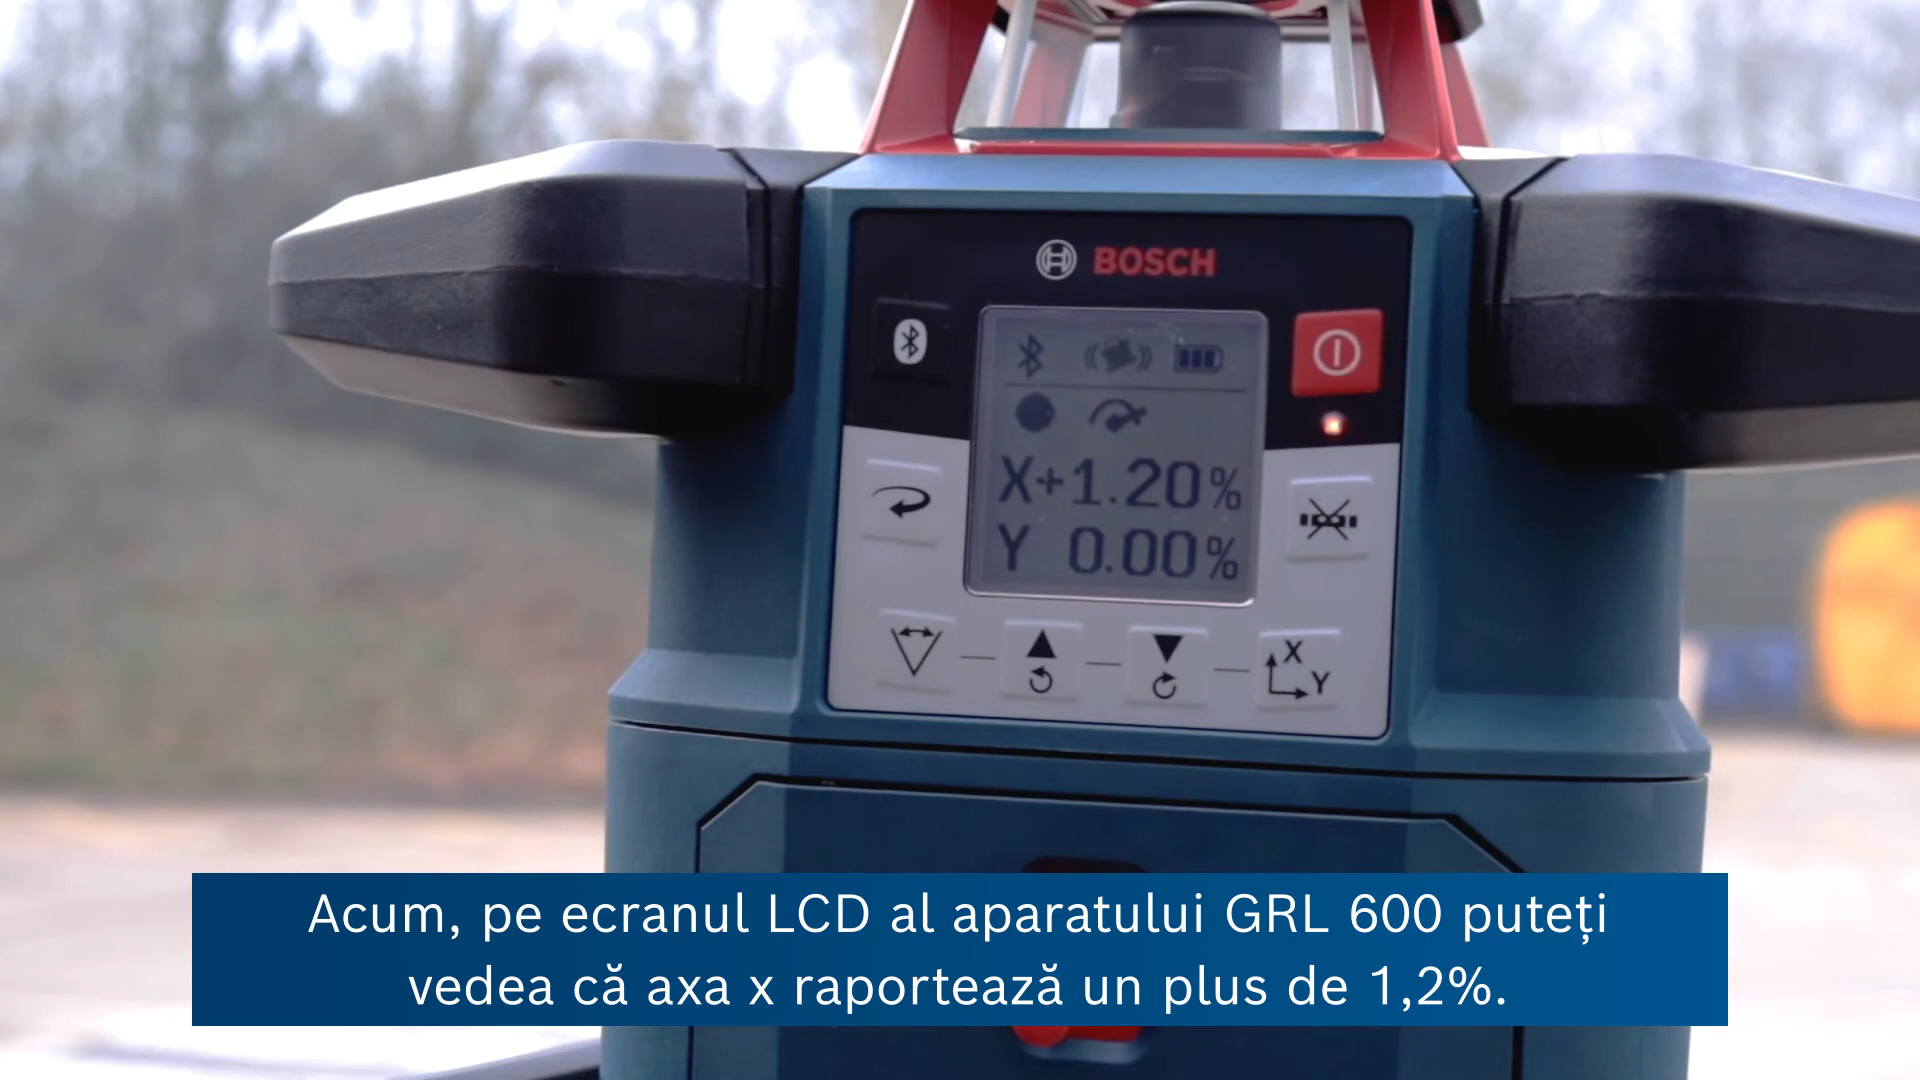 BOSCH
X+1.20%
Y 0.00%
X
Y
Acum, pe ecranul LCD al aparatului GRL 600 puteți
vedea că axa x raportează un plus de 1,2%.